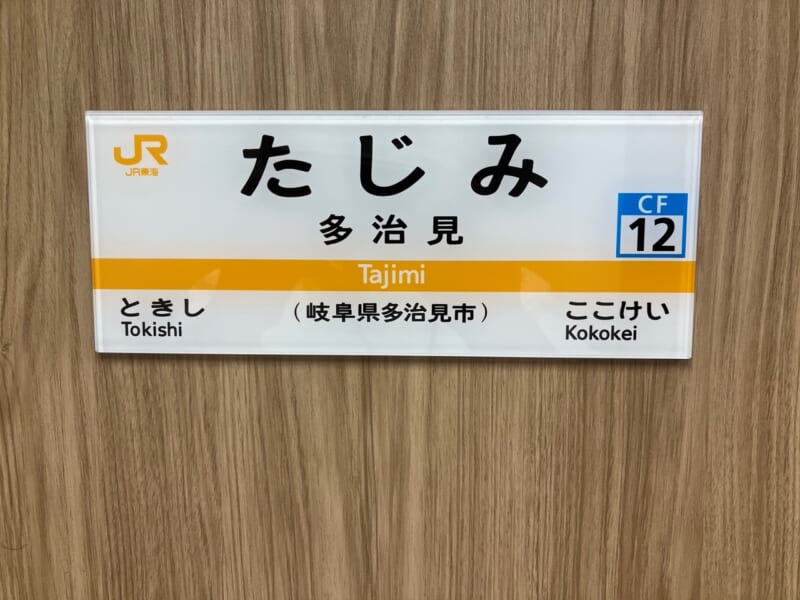 JR
JR東海
たじみ
多治見
CF
12
Tajimi
ときし
Tokishi
（岐阜県多治見市）
ここけい
Kokokei